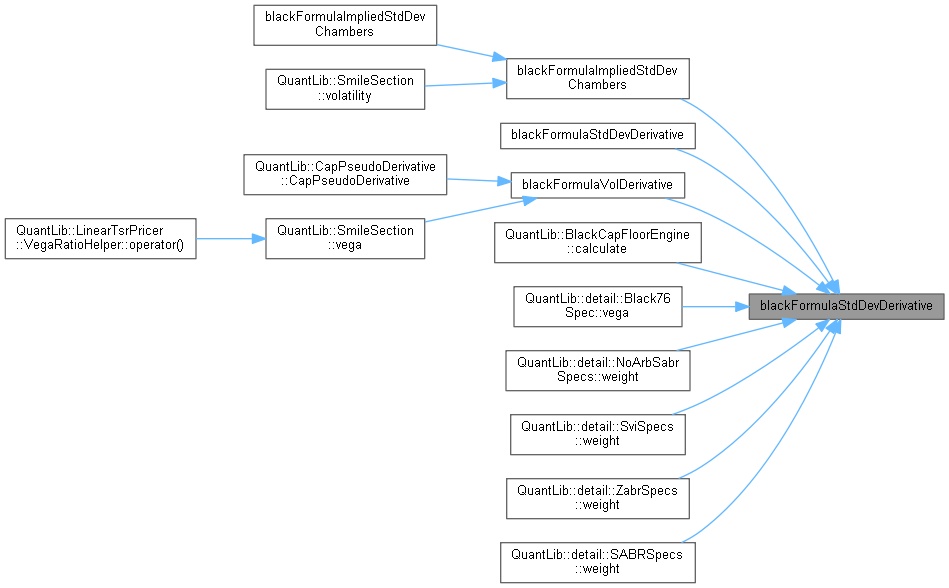 blackFormulaImpliedStdDev
Chambers
QuantLib::SmileSection
::volatility
blackFormulaImpliedStdDev
Chambers
blackFormulaStdDevDerivative
QuantLib::CapPseudoDerivative
::CapPseudoDerivative
blackFormulaVolDerivative
QuantLib::LinearTsrPricer
::VegaRatioHelper::operator()
QuantLib::SmileSection
::vega
QuantLib::BlackCapFloorEngine
::calculate
QuantLib::detail::Black76
Spec::vega
blackFormulaStdDevDerivative
QuantLib::detail::NoArbSabr
Specs::weight
QuantLib::detail::SviSpecs
::weight
QuantLib::detail::ZabrSpecs
::weight
QuantLib::detail::SABRSpecs
::weight